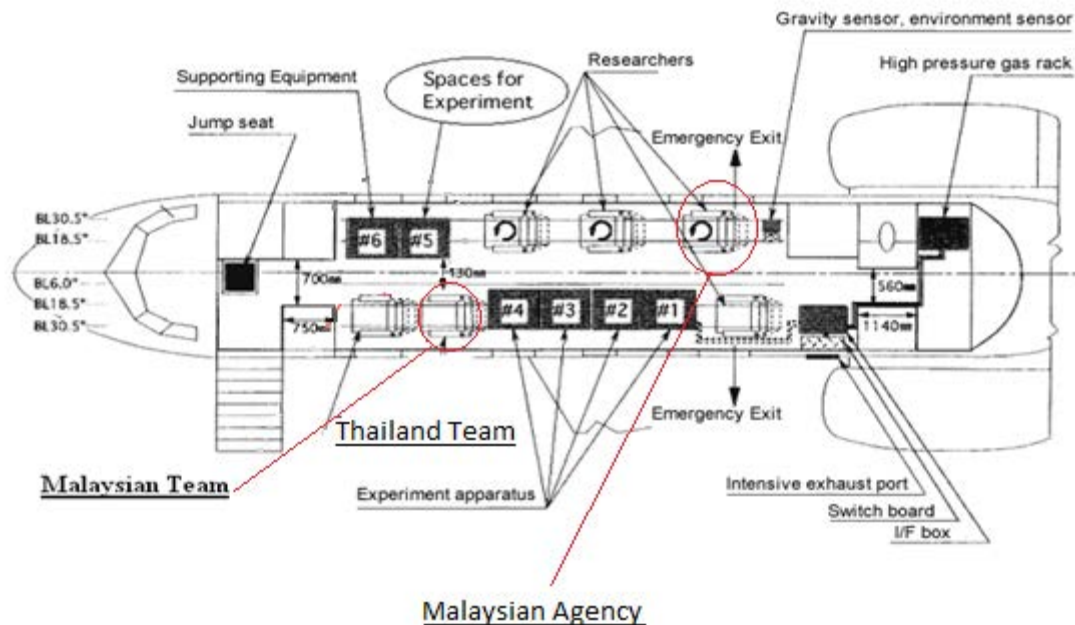 Gravity sensor, environment sensor
Researchers
High pressure gas rack
Supporting Equipment
Spaces for
Experiment
Jump seat
Emergency Exit
BL30.5"
BL18.5"
BL6.0"
BL18.5"
BL30.5"
#6
#5
700㎜
130㎜
560㎜
750㎜
#4
#3
#2
#1
1140㎜
Emergency Exit
Thailand Team
Malaysian Team
Experiment apparatus
Intensive exhaust port
Switch board
I/F box
Malaysian Agency